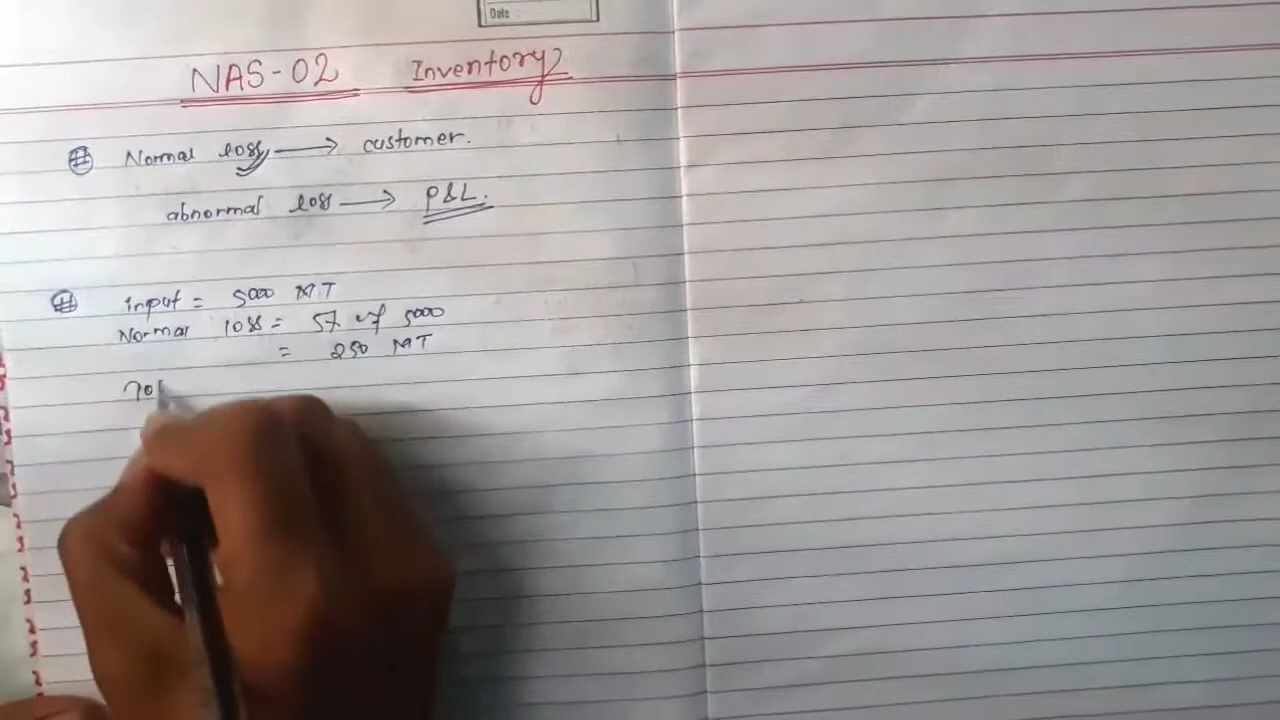 Date
NAS-02 Inventory
# Normal loss → customer.
abnormal loss → P&L.
# input = 5000 MT
Normal loss = 5% of 5000
= 250 MT